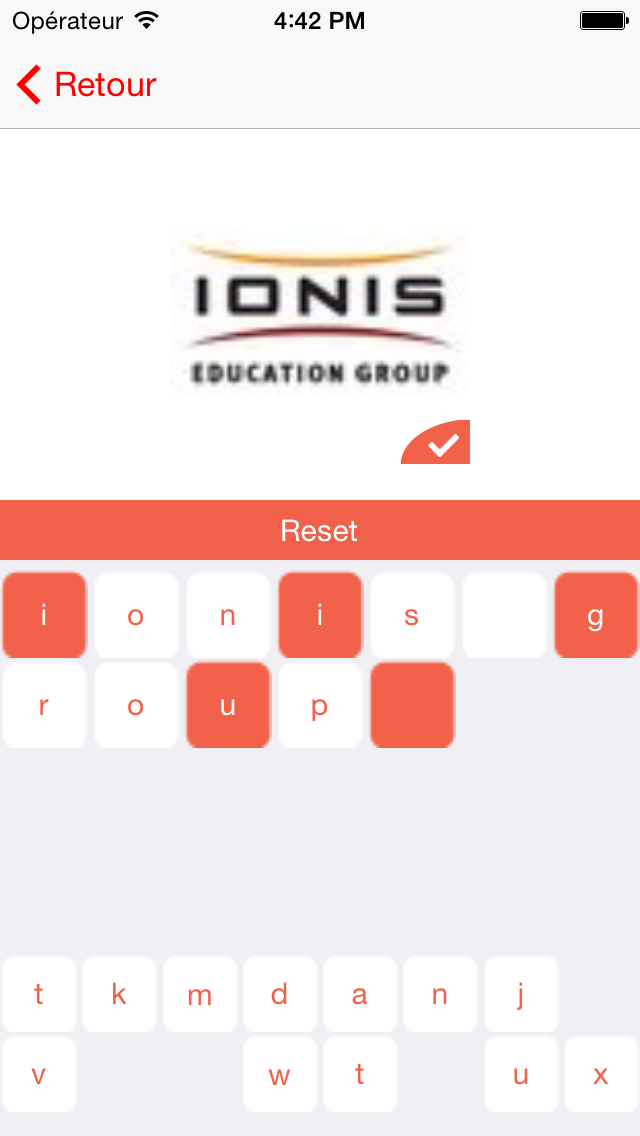 Opérateur 4:42 PM
Retour
IONIS
EDUCATION GROUP
Reset
i o n i s g
r o u p
t k m d a n j
v w t u x